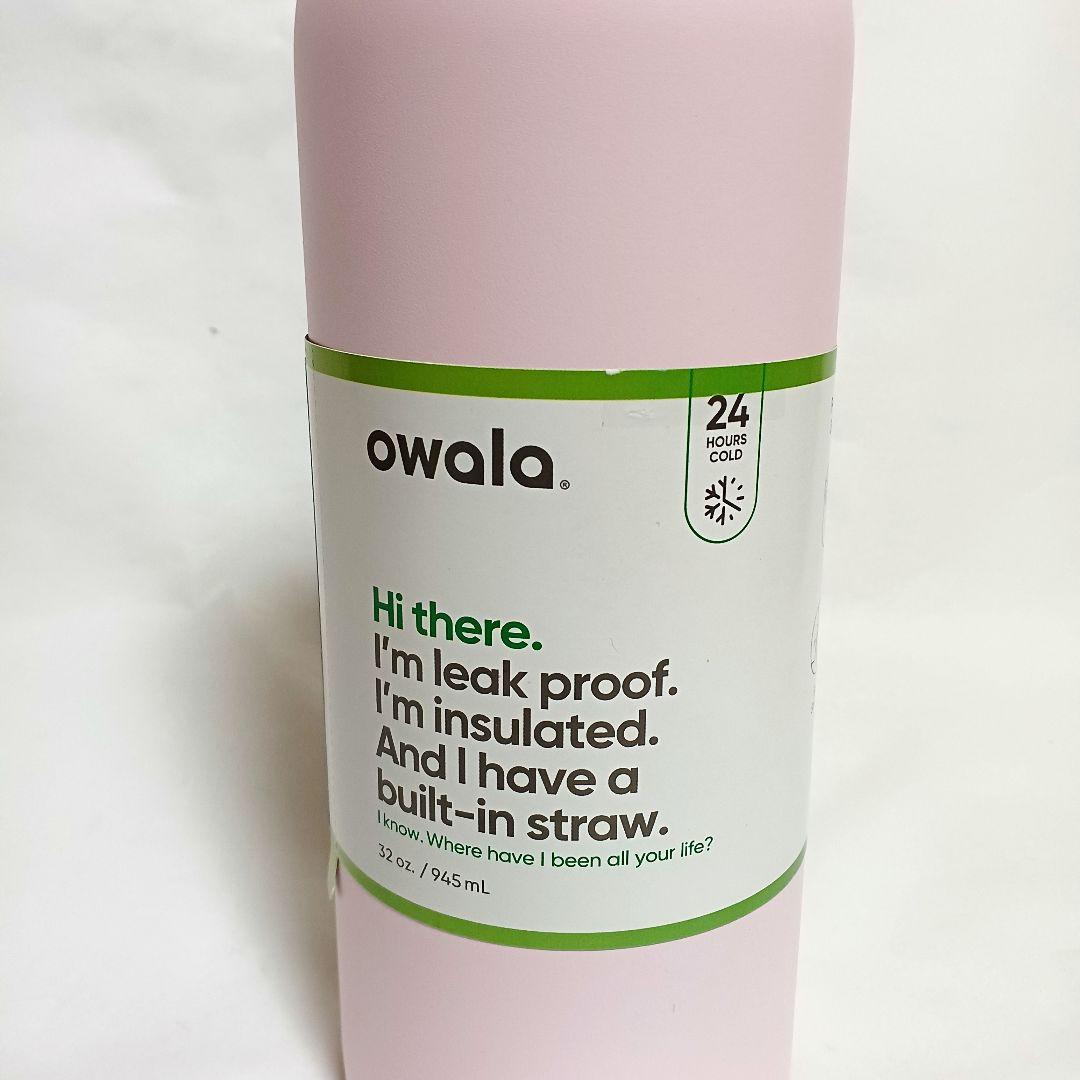 owala®
24
HOURS
COLD
Hi there.
I'm leak proof.
I'm insulated.
And I have a
built-in straw.
I know. Where have I been all your life?
32 oz. / 945 mL